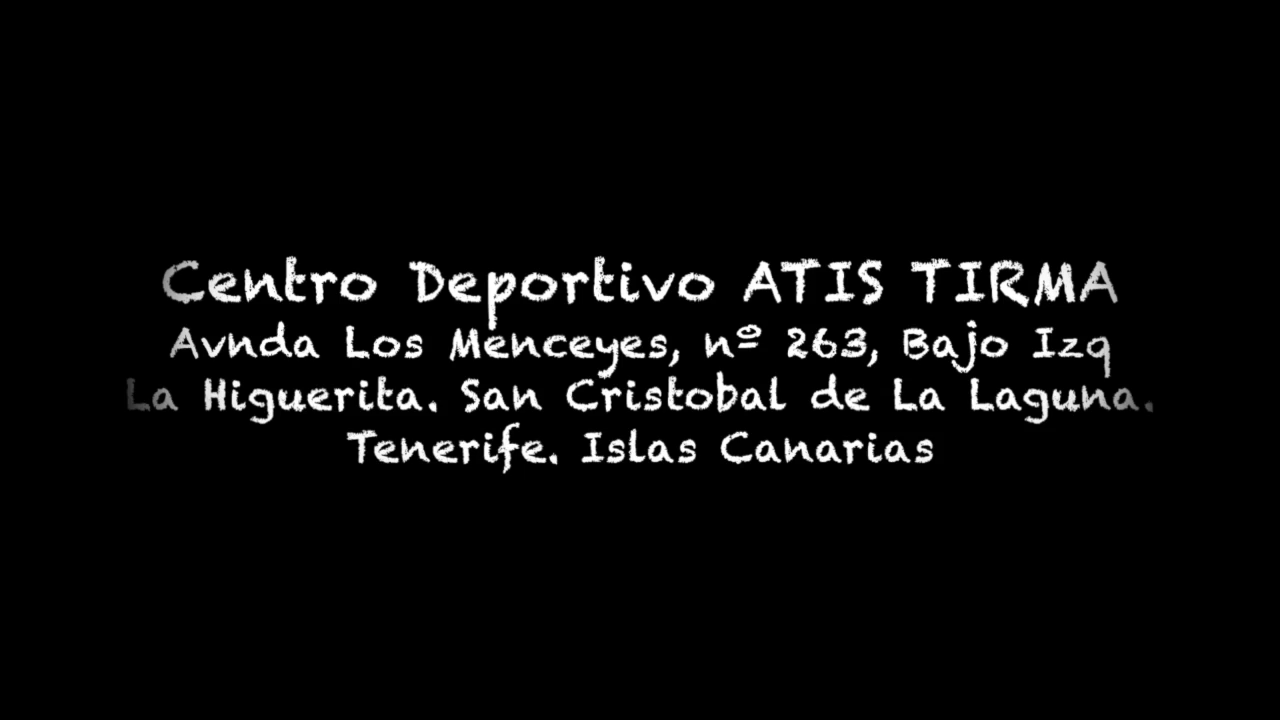 Centro Deportivo ATIS TIRMA
Avnda Los Menceyes, nº 263, Bajo Izq
La Higuerita. San Cristobal de La Laguna.
Tenerife. Islas Canarias